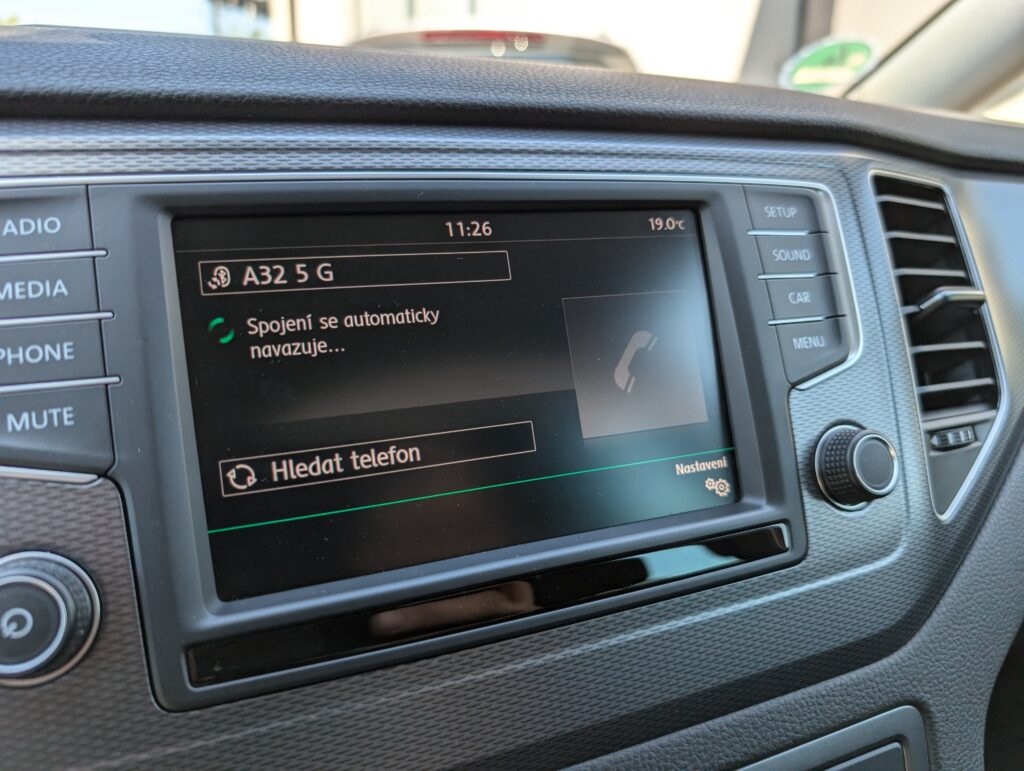 11:26
19.0°C
A32 5 G
Spojení se automaticky
navazuje...
Hledat telefon
Nastavení
ADIO
MEDIA
PHONE
MUTE
SETUP
SOUND
CAR
MENU